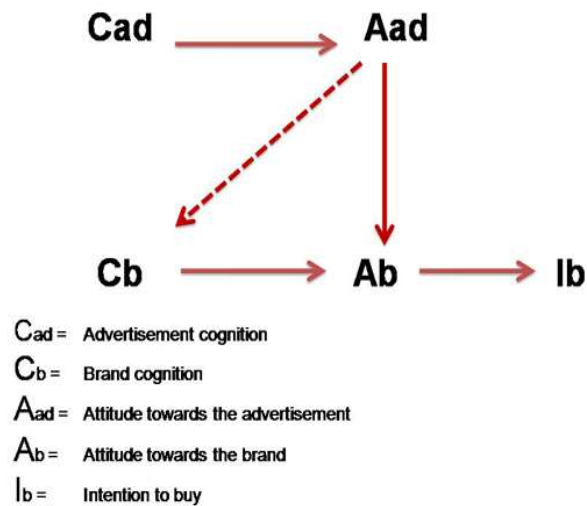 Cad Aad
Cb Ab Ib
Cad = Advertisement cognition
Cb = Brand cognition
Aad = Attitude towards the advertisement
Ab = Attitude towards the brand
Ib = Intention to buy